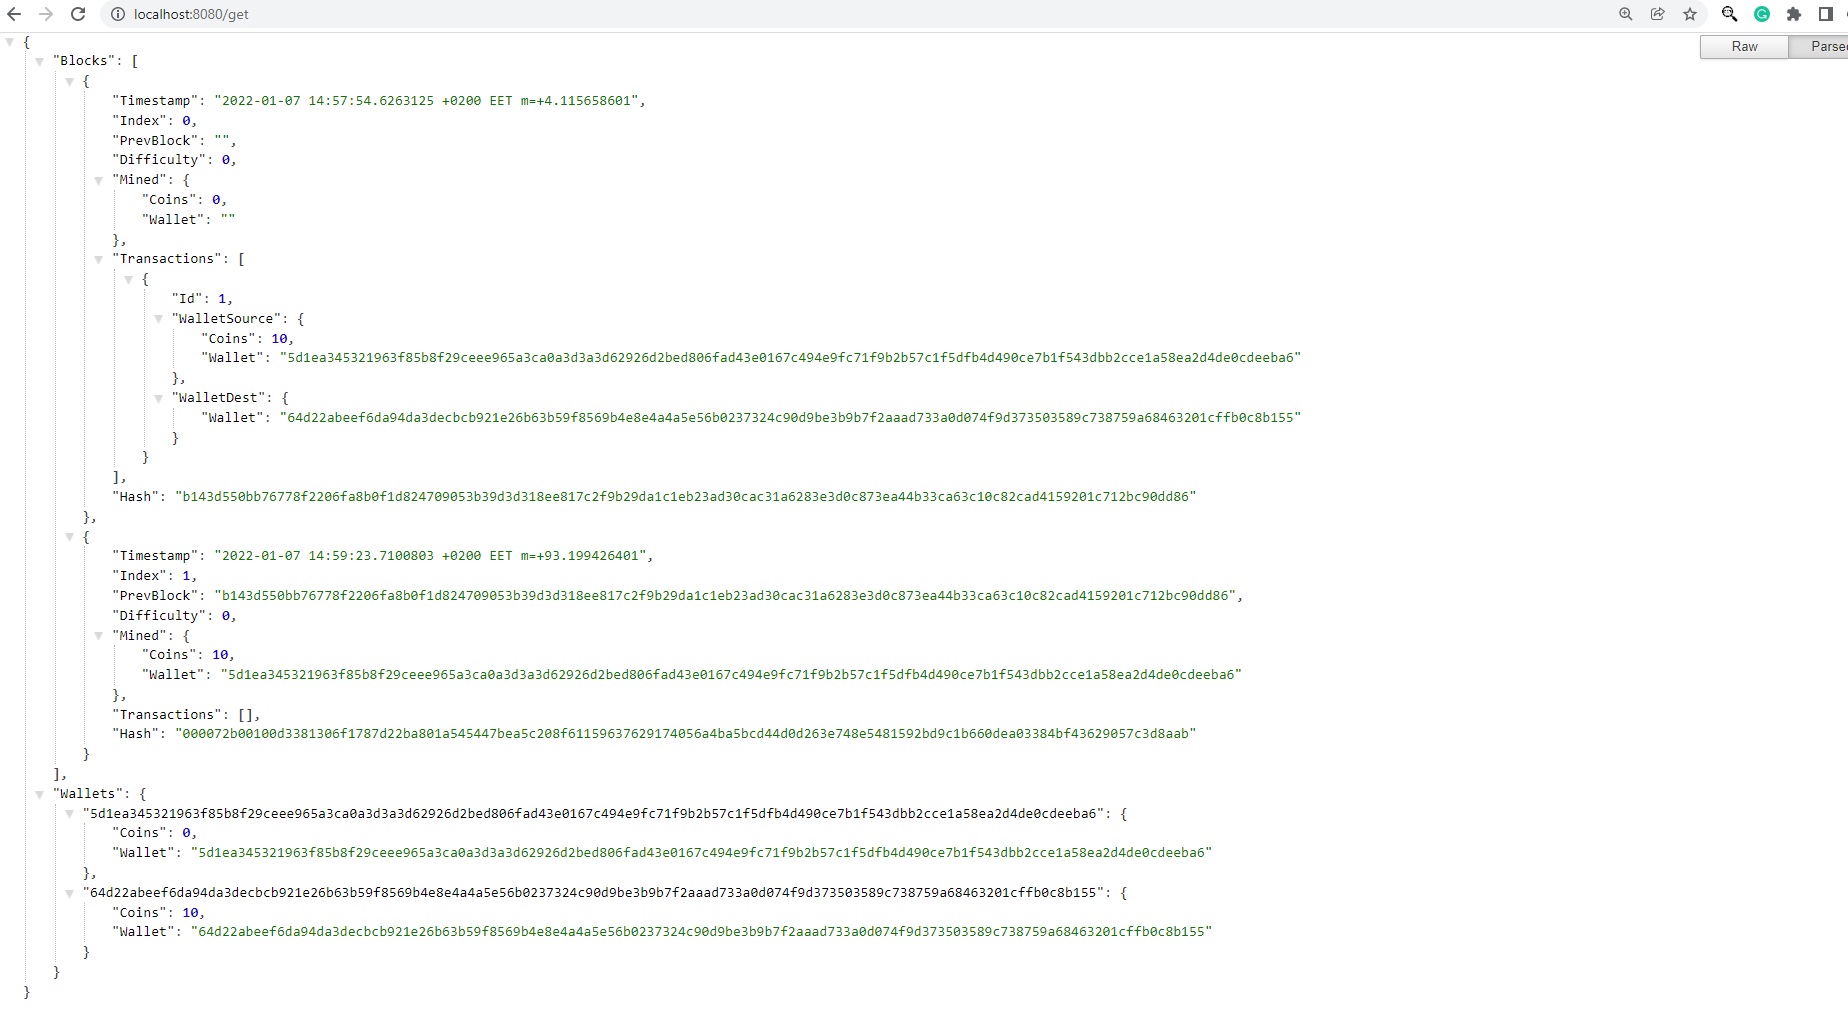 localhost:8080/get
Raw
Parse
{
"Blocks": [
{
"Timestamp": "2022-01-07 14:57:54.6263125 +0200 EET m=+4.115658601",
"Index": 0,
"PrevBlock": "",
"Difficulty": 0,
"Mined": {
"Coins": 0,
"Wallet": ""
},
"Transactions": [
{
"Id": 1,
"WalletSource": {
"Coins": 10,
"Wallet": "5d1ea345321963f85b8f29ceee965a3ca0a3d3a3d62926d2bed806fad43e0167c494e9fc71f9b2b57c1f5dfb4d490ce7b1f543dbb2cce1a58ea2d4de0cdeeba6"
},
"WalletDest": {
"Wallet": "64d22abeef6da94da3decbcb921e26b63b59f8569b4e8e4a4a5e56b0237324c90d9be3b9b7f2aaad733a0d074f9d373503589c738759a68463201cffb0c8b155"
}
}
],
"Hash": "b143d550bb76778f2206fa8b0f1d824709053b39d3d318ee817c2f9b29da1c1eb23ad30cac31a6283e3d0c873ea44b33ca63c10c82cad4159201c712bc90dd86"
},
{
"Timestamp": "2022-01-07 14:59:23.7100803 +0200 EET m=+93.199426401",
"Index": 1,
"PrevBlock": "b143d550bb76778f2206fa8b0f1d824709053b39d3d318ee817c2f9b29da1c1eb23ad30cac31a6283e3d0c873ea44b33ca63c10c82cad4159201c712bc90dd86",
"Difficulty": 0,
"Mined": {
"Coins": 10,
"Wallet": "5d1ea345321963f85b8f29ceee965a3ca0a3d3a3d62926d2bed806fad43e0167c494e9fc71f9b2b57c1f5dfb4d490ce7b1f543dbb2cce1a58ea2d4de0cdeeba6"
},
"Transactions": [],
"Hash": "000072b00100d3381306f1787d22ba801a545447bea5c208f61159637629174056a4ba5bcd44d0d263e748e5481592bd9c1b660dea03384bf43629057c3d8aab"
}
],
"Wallets": {
"5d1ea345321963f85b8f29ceee965a3ca0a3d3a3d62926d2bed806fad43e0167c494e9fc71f9b2b57c1f5dfb4d490ce7b1f543dbb2cce1a58ea2d4de0cdeeba6": {
"Coins": 0,
"Wallet": "5d1ea345321963f85b8f29ceee965a3ca0a3d3a3d62926d2bed806fad43e0167c494e9fc71f9b2b57c1f5dfb4d490ce7b1f543dbb2cce1a58ea2d4de0cdeeba6"
},
"64d22abeef6da94da3decbcb921e26b63b59f8569b4e8e4a4a5e56b0237324c90d9be3b9b7f2aaad733a0d074f9d373503589c738759a68463201cffb0c8b155": {
"Coins": 10,
"Wallet": "64d22abeef6da94da3decbcb921e26b63b59f8569b4e8e4a4a5e56b0237324c90d9be3b9b7f2aaad733a0d074f9d373503589c738759a68463201cffb0c8b155"
}
}
}